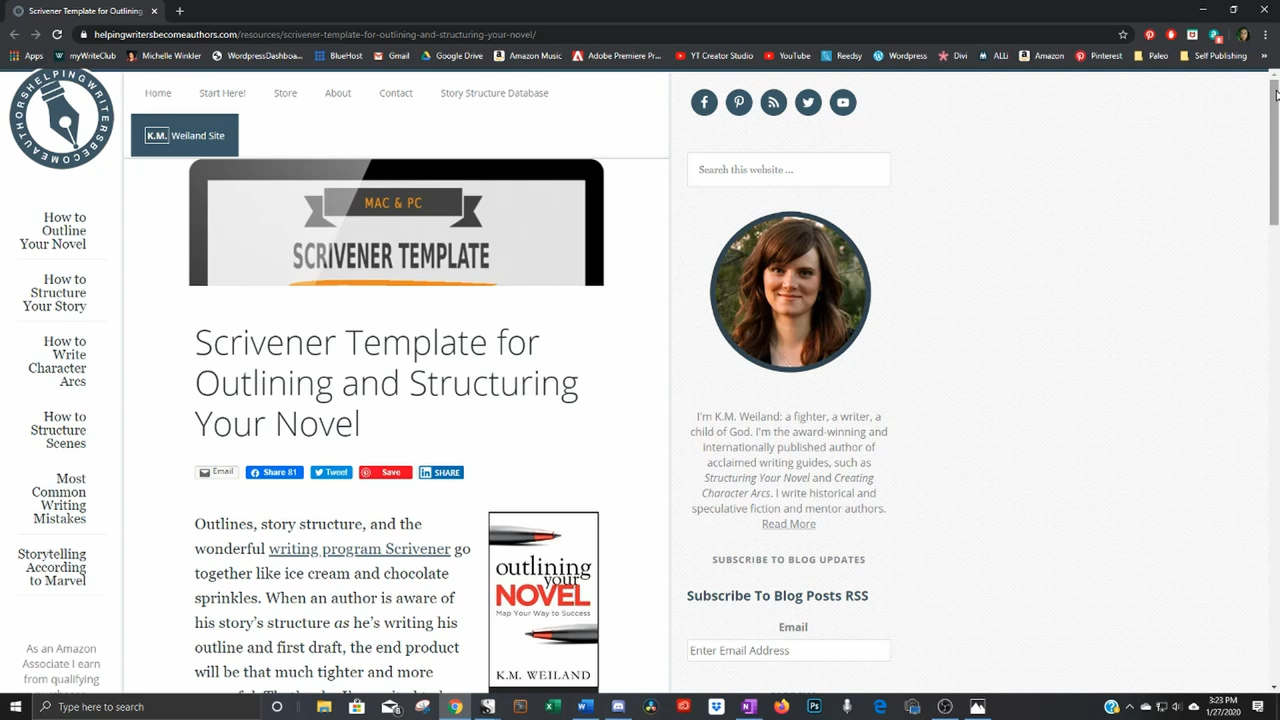 Scrivener Template for Outlining
helpingwritersbecomeauthors.com/resources/scrivener-template-for-outlining-and-structuring-your-novel/
Apps
myWriteClub
Michelle Winkler
WordpressDashboa...
BlueHost
Gmail
Google Drive
Amazon Music
Adobe Premiere Pr...
YT Creator Studio
YouTube
Reedsy
Wordpress
Divi
ALLi
Amazon
Pinterest
Paleo
Self Publishing
»
HELPINGWRITERSBECOMEAUTHORS
Home
Start Here!
Store
About
Contact
Story Structure Database
K.M. Weiland Site
How to
Outline
Your Novel
How to
Structure
Your Story
How to
Write
Character
Arcs
How to
Structure
Scenes
Most
Common
Writing
Mistakes
Storytelling
According
to Marvel
As an Amazon
Associate I earn
from qualifying
MAC & PC
SCRIVENER TEMPLATE
Scrivener Template for
Outlining and Structuring
Your Novel
Email
Share 81
Tweet
Save
SHARE
Outlines, story structure, and the
wonderful writing program Scrivener go
together like ice cream and chocolate
sprinkles. When an author is aware of
his story's structure as he's writing his
outline and first draft, the end product
will be that much tighter and more
outlining
your
NOVEL
Map Your Way to Success
K.M. WEILAND
Search this website ...
I'm K.M. Weiland: a fighter, a writer, a
child of God. I'm the award-winning and
internationally published author of
acclaimed writing guides, such as
Structuring Your Novel and Creating
Character Arcs. I write historical and
speculative fiction and mentor authors.
Read More
SUBSCRIBE TO BLOG UPDATES
Subscribe To Blog Posts RSS
Email
Enter Email Address
Type here to search
3:23 PM
1/27/2020